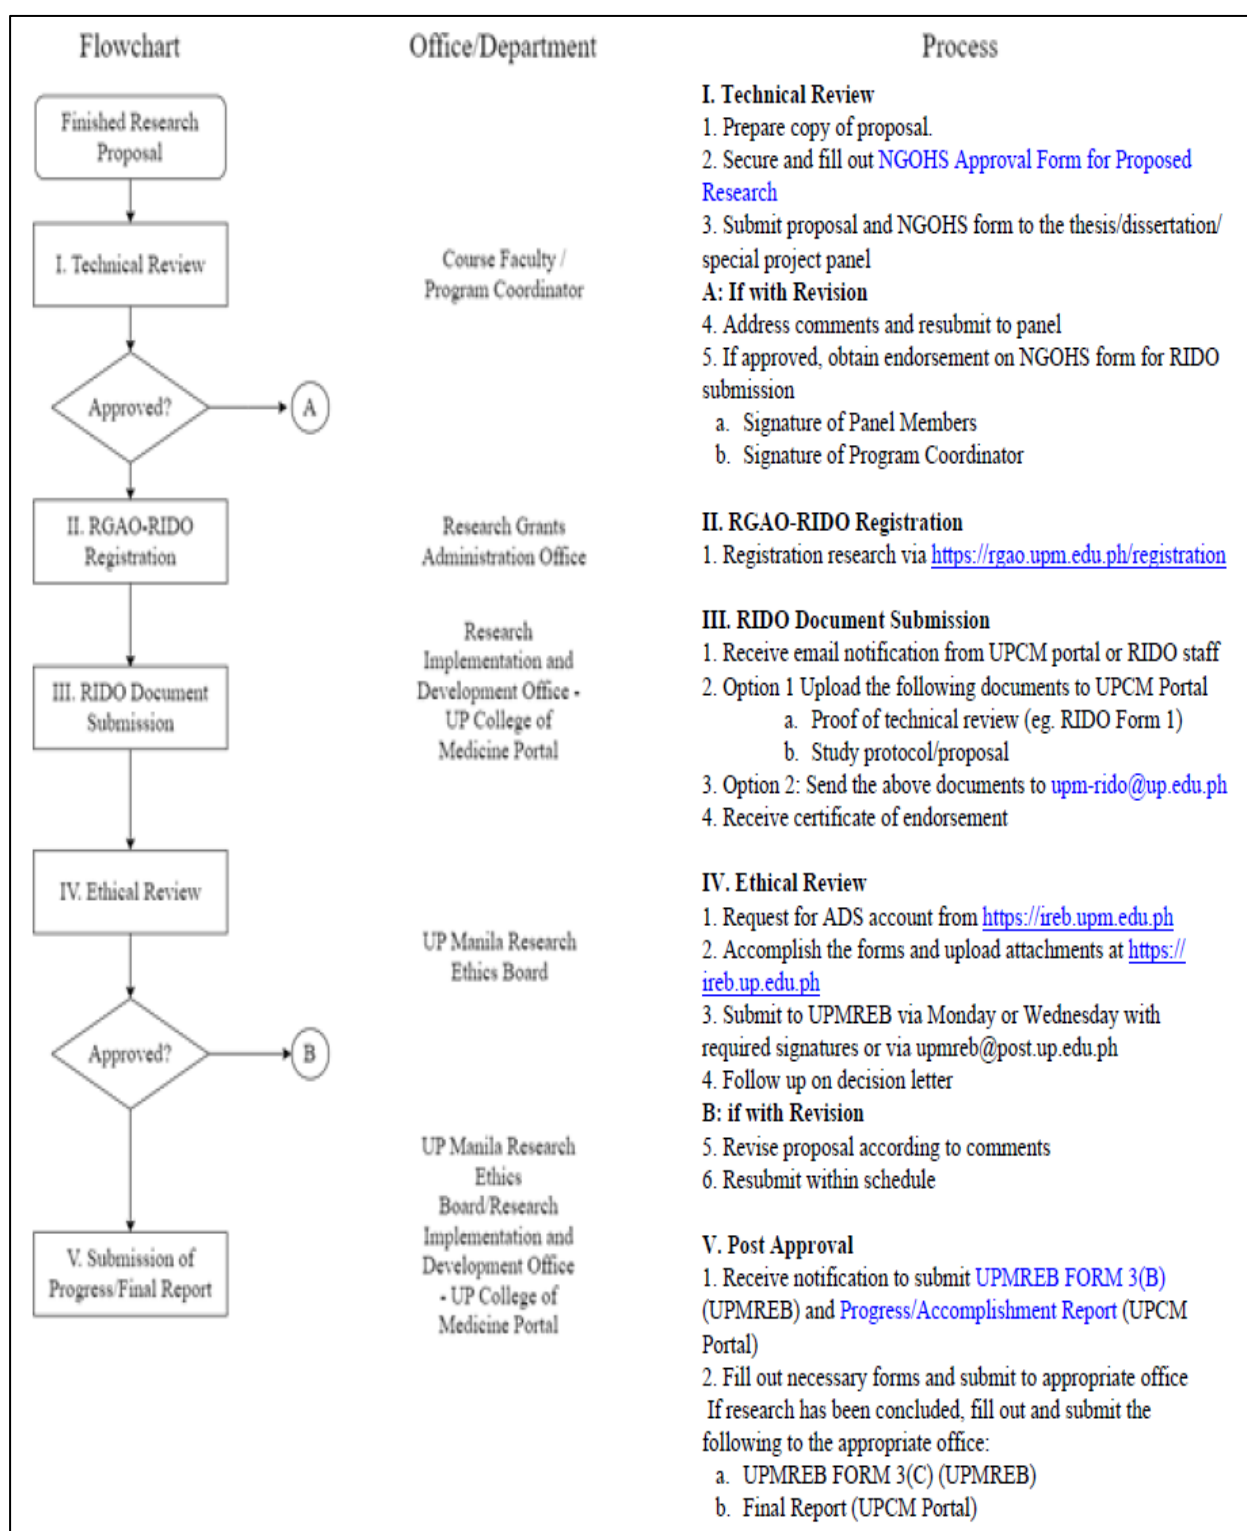 Flowchart
Office/Department
Process
Finished Research
Proposal
I. Technical Review
Approved?
A
II. RGAO-RIDO
Registration
III. RIDO Document
Submission
IV. Ethical Review
Approved?
B
V. Submission of
Progress/Final Report
Course Faculty /
Program Coordinator
Research Grants
Administration Office
Research
Implementation and
Development Office -
UP College of
Medicine Portal
UP Manila Research
Ethics Board
UP Manila Research
Ethics
Board/Research
Implementation and
Development Office
- UP College of
Medicine Portal
I. Technical Review
1. Prepare copy of proposal.
2. Secure and fill out NGOHS Approval Form for Proposed
Research
3. Submit proposal and NGOHS form to the thesis/dissertation/
special project panel
A: If with Revision
4. Address comments and resubmit to panel
5. If approved, obtain endorsement on NGOHS form for RIDO
submission
a. Signature of Panel Members
b. Signature of Program Coordinator
II. RGAO-RIDO Registration
1. Registration research via https://rgao.upm.edu.ph/registration
III. RIDO Document Submission
1. Receive email notification from UPCM portal or RIDO staff
2. Option 1 Upload the following documents to UPCM Portal
a. Proof of technical review (eg. RIDO Form 1)
b. Study protocol/proposal
3. Option 2: Send the above documents to upm-rido@up.edu.ph
4. Receive certificate of endorsement
IV. Ethical Review
1. Request for ADS account from https://ireb.upm.edu.ph
2. Accomplish the forms and upload attachments at https://
ireb.up.edu.ph
3. Submit to UPMREB via Monday or Wednesday with
required signatures or via upmreb@post.up.edu.ph
4. Follow up on decision letter
B: if with Revision
5. Revise proposal according to comments
6. Resubmit within schedule
V. Post Approval
1. Receive notification to submit UPMREB FORM 3(B)
(UPMREB) and Progress/Accomplishment Report (UPCM
Portal)
2. Fill out necessary forms and submit to appropriate office
If research has been concluded, fill out and submit the
following to the appropriate office:
a. UPMREB FORM 3(C) (UPMREB)
b. Final Report (UPCM Portal)